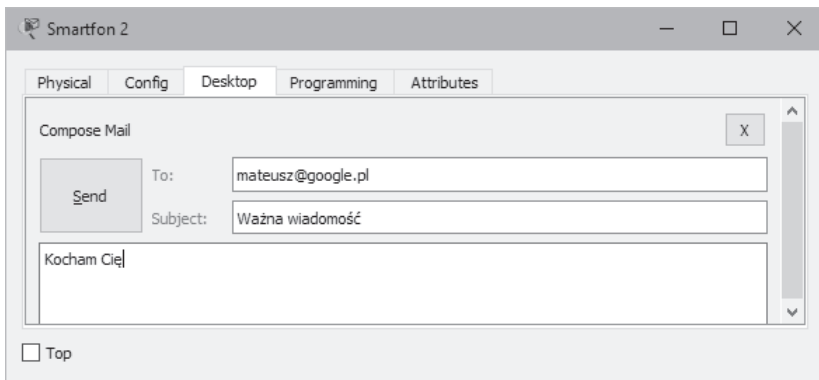 Smartfon 2
Physical Config Desktop Programming Attributes
Compose Mail X
Send
To: mateusz@google.pl
Subject: Ważna wiadomość
Kocham Cię
Top